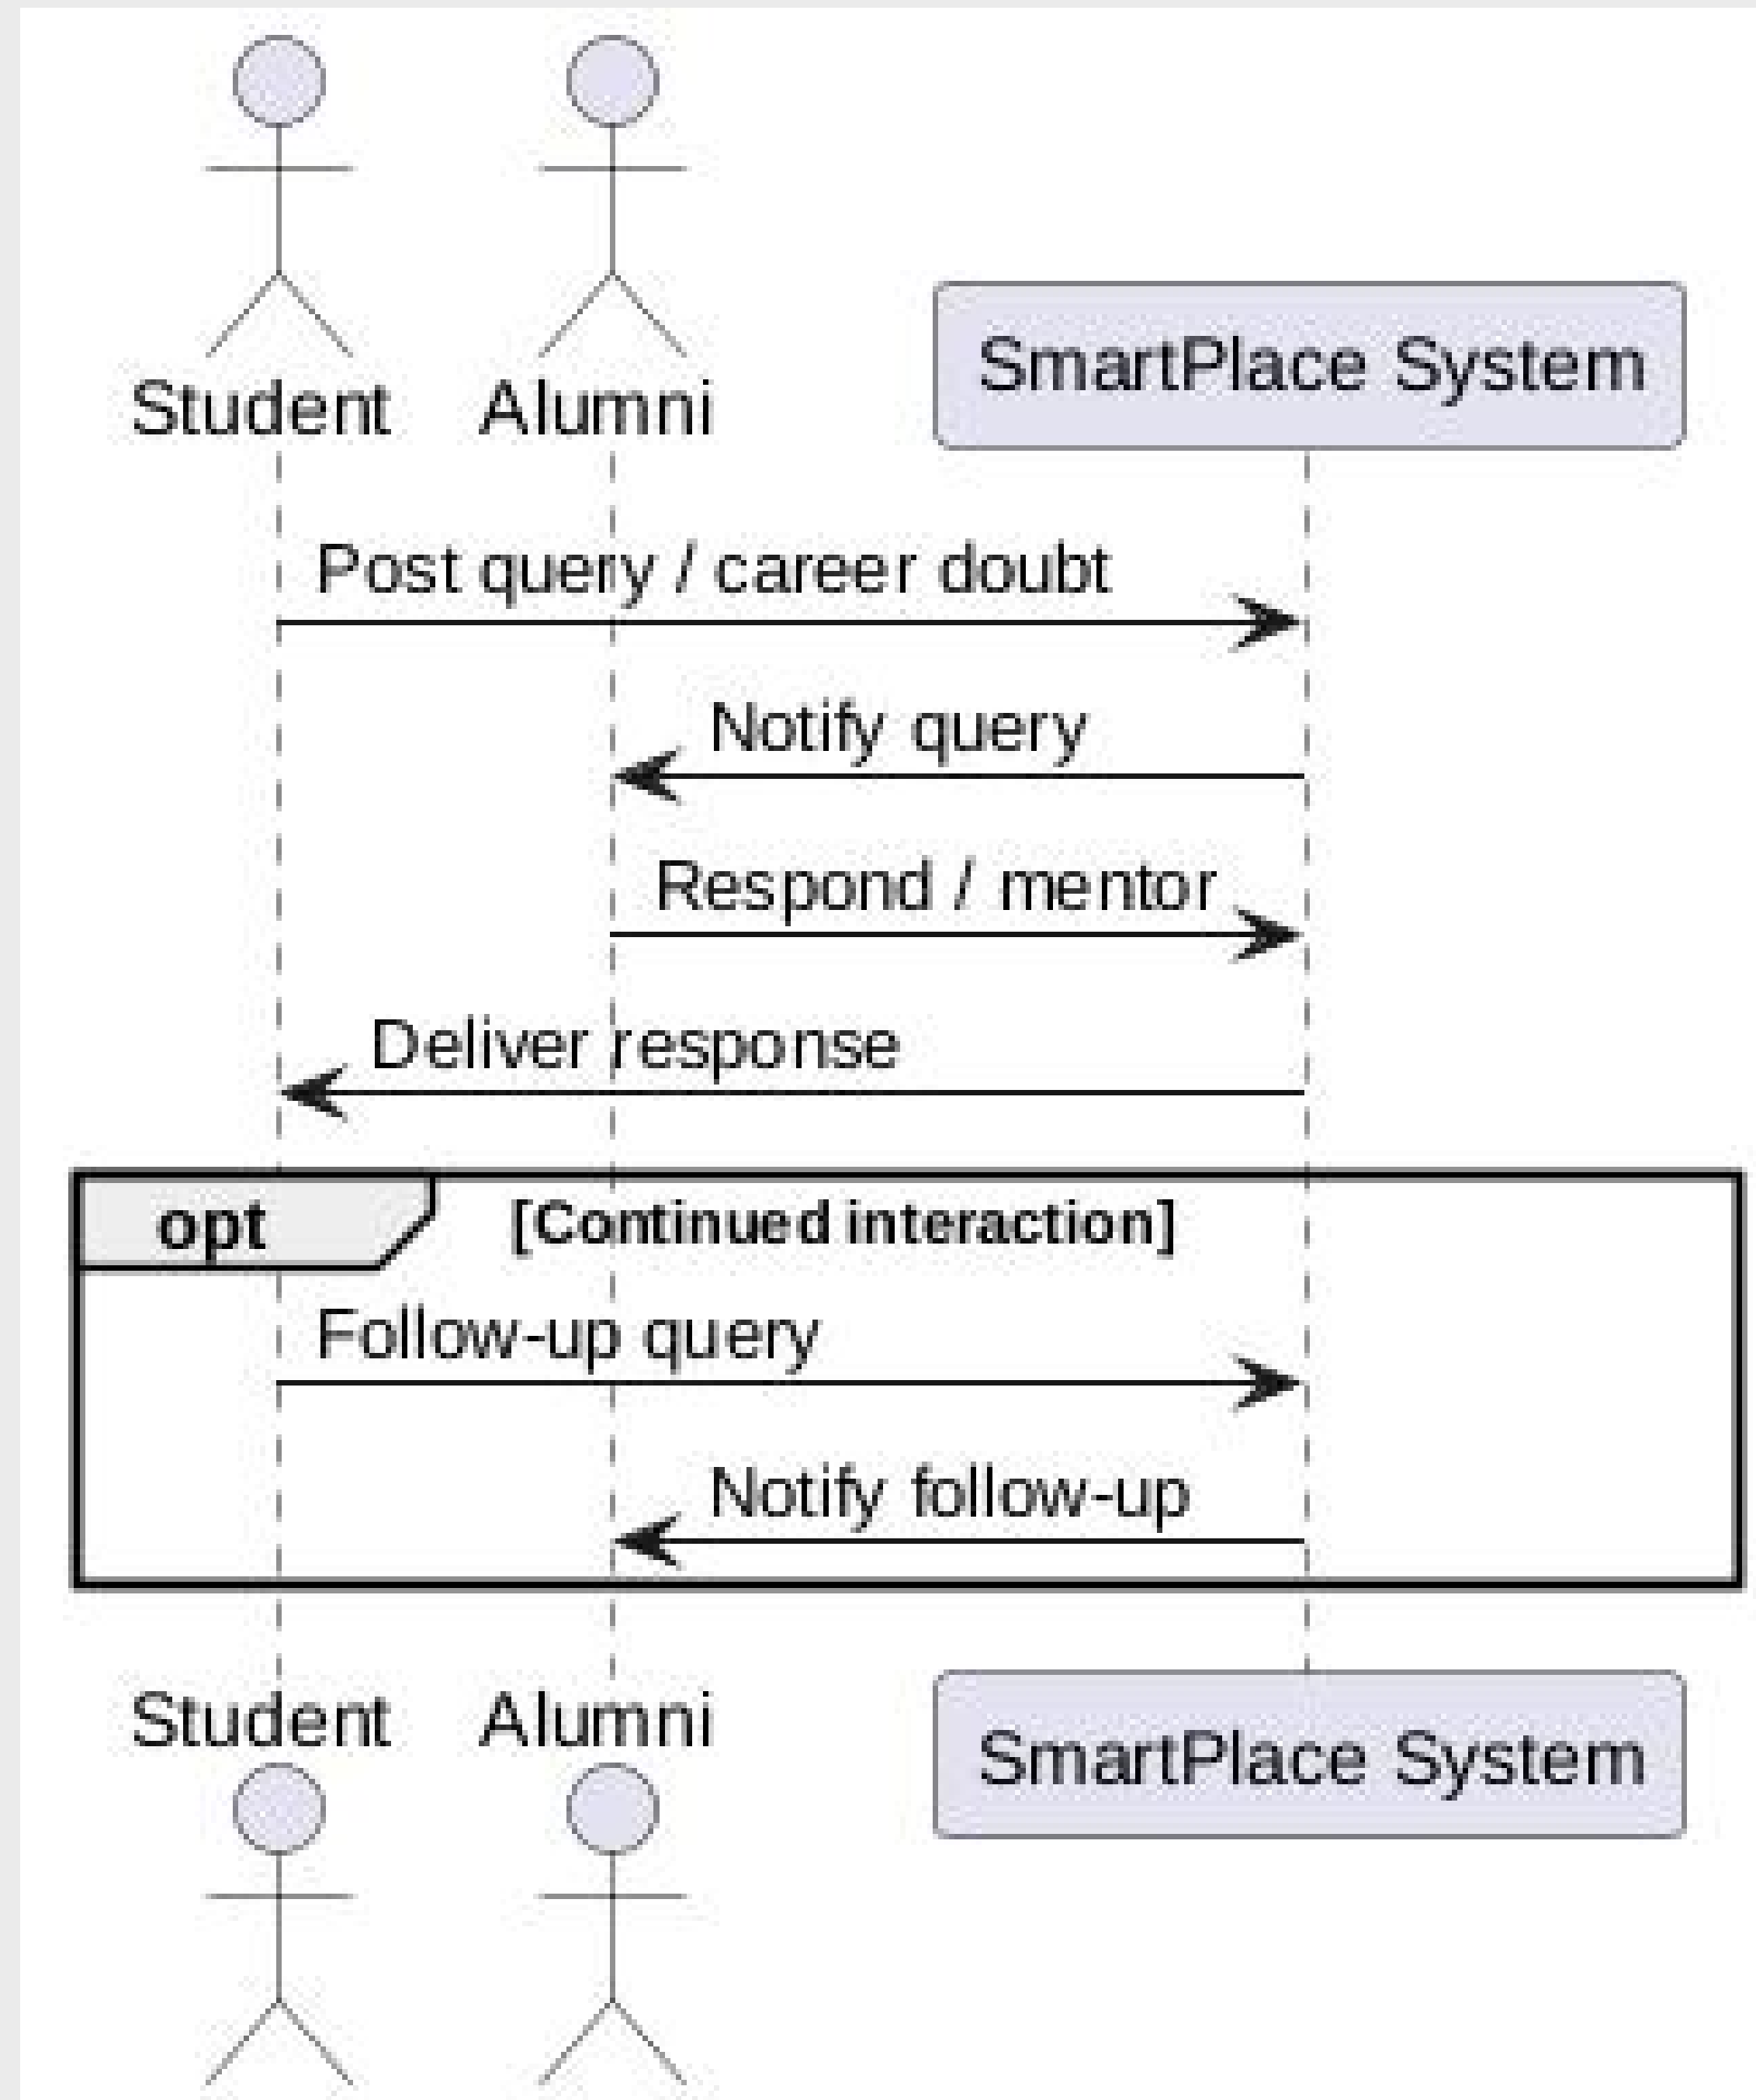 Student
Alumni
SmartPlace System
Post query / career doubt
Notify query
Respond / mentor
Deliver response
opt
[Continued interaction]
Follow-up query
Notify follow-up
Student
Alumni
SmartPlace System